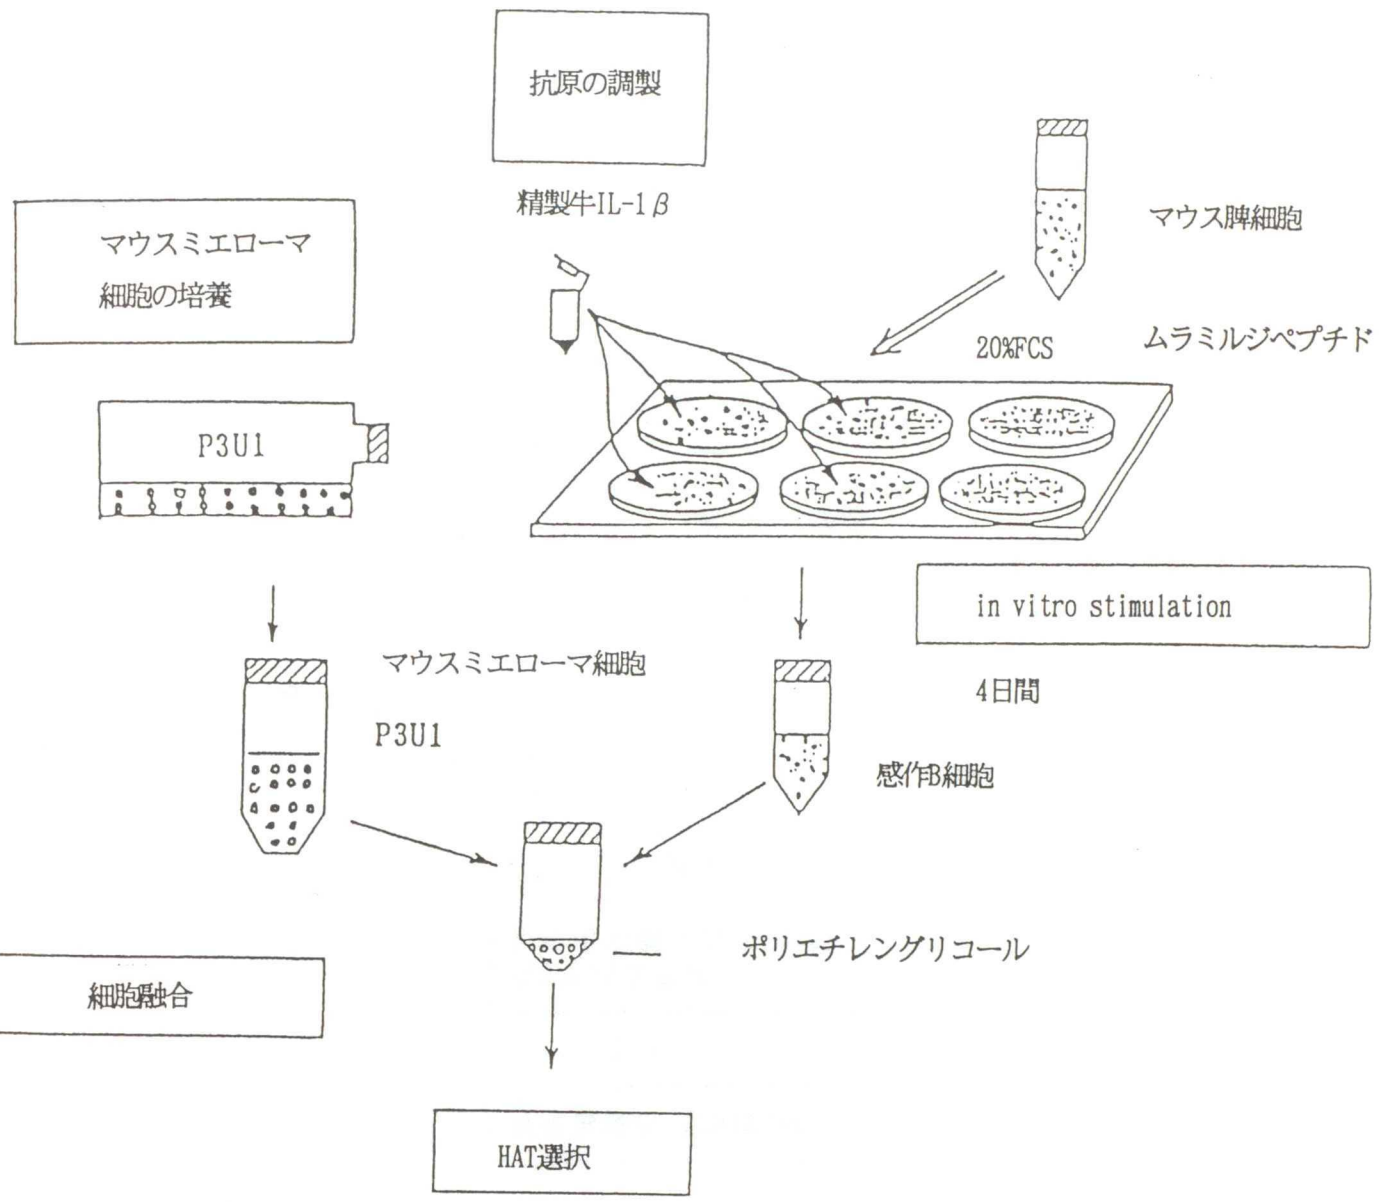 抗原の調製
精製牛IL-1β
マウスミエローマ
細胞の培養
マウス脾細胞
20%FCS
ムラミルジペプチド
P3U1
in vitro stimulation
4日間
マウスミエローマ細胞
P3U1
感作B細胞
ポリエチレングリコール
細胞融合
HAT選択